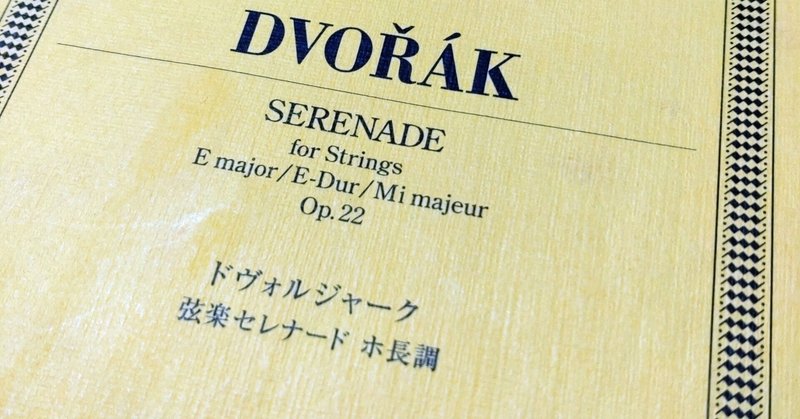 DVOŘÁK
SERENADE
for Strings
E major/E-Dur/Mi majeur
Op.22
ドヴォルジャーク
弦楽セレナード ホ長調